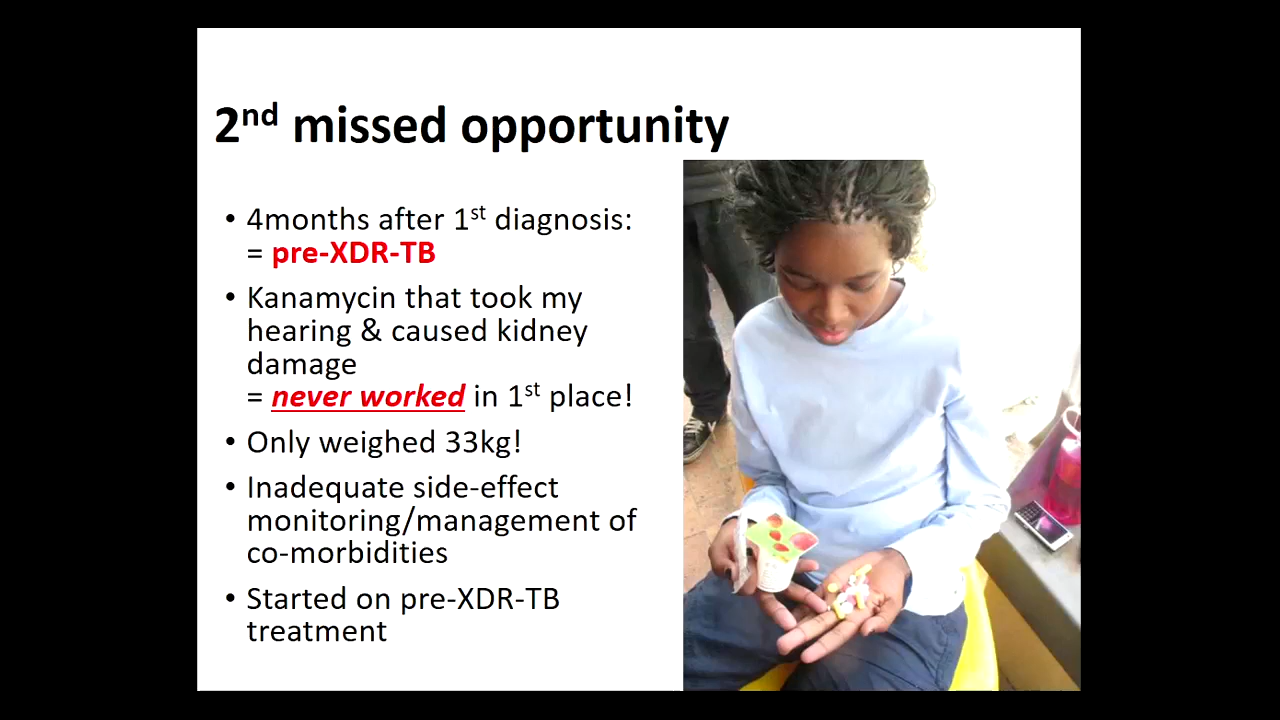 2nd missed opportunity
• 4months after 1st diagnosis:
= pre-XDR-TB
• Kanamycin that took my
hearing & caused kidney
damage
= never worked in 1st place!
• Only weighed 33kg!
• Inadequate side-effect
monitoring/management of
co-morbidities
• Started on pre-XDR-TB
treatment